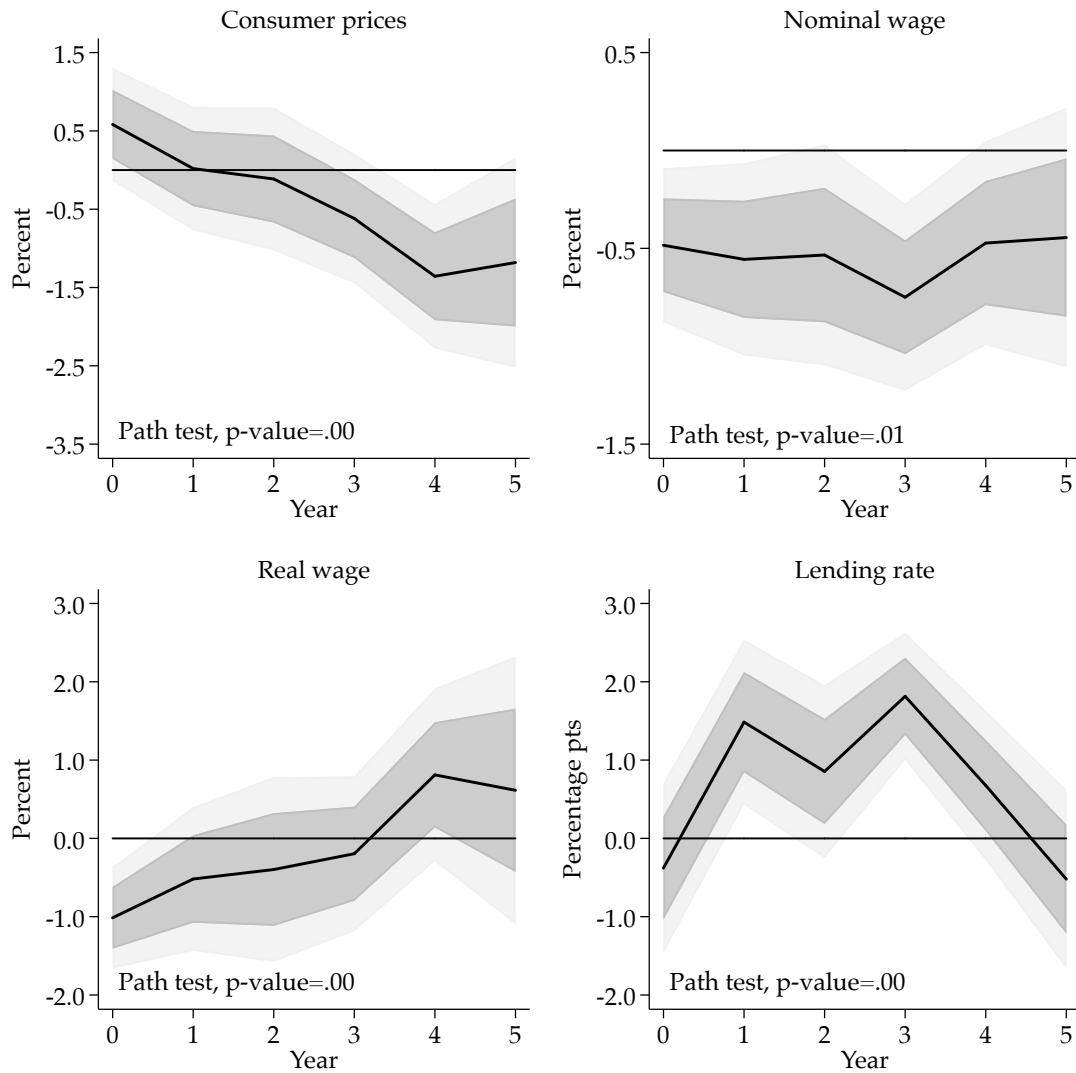 Consumer prices
Percent
1.5
0.5
-0.5
-1.5
-2.5
-3.5
Path test, p-value=.00
0 1 2 3 4 5
Year
Nominal wage
Percent
0.5
-0.5
-1.5
Path test, p-value=.01
0 1 2 3 4 5
Year
Real wage
Percent
3.0
2.0
1.0
0.0
-1.0
-2.0
Path test, p-value=.00
0 1 2 3 4 5
Year
Lending rate
Percentage pts
3.0
2.0
1.0
0.0
-1.0
-2.0
Path test, p-value=.00
0 1 2 3 4 5
Year